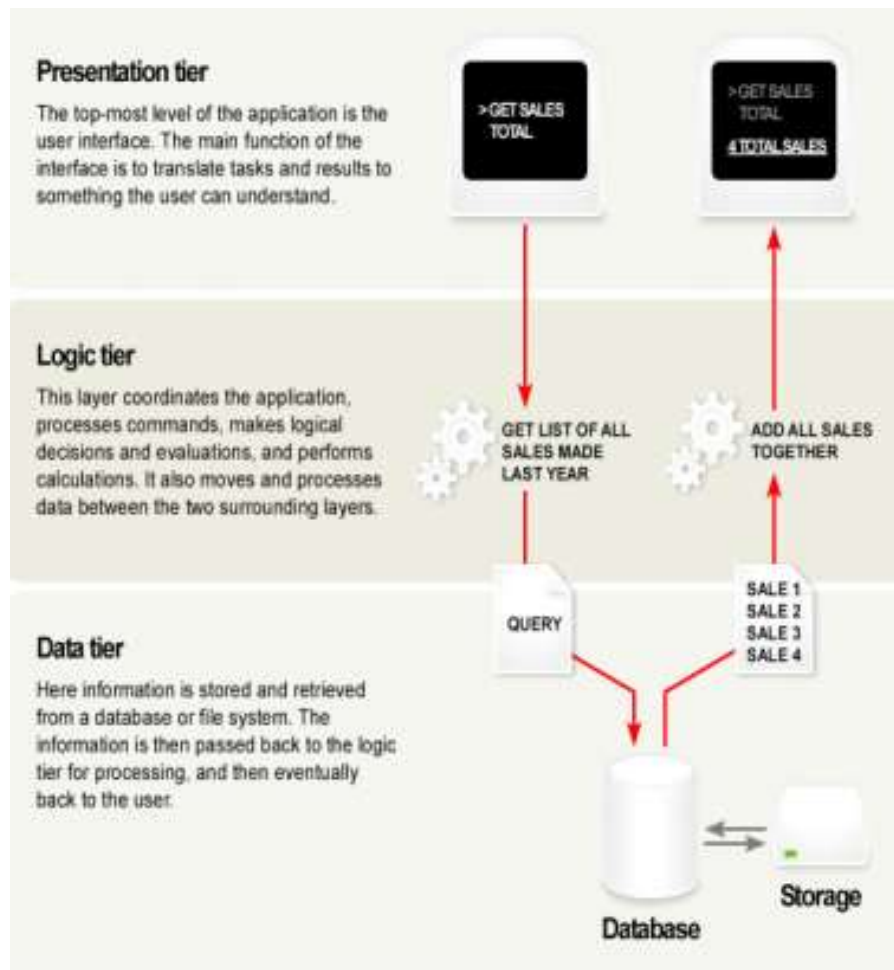 Presentation tier
The top-most level of the application is the
user interface. The main function of the
interface is to translate tasks and results to
something the user can understand.
>GET SALES
TOTAL
>GET SALES
TOTAL
4 TOTAL SALES
Logic tier
This layer coordinates the application,
processes commands, makes logical
decisions and evaluations, and performs
calculations. It also moves and processes
data between the two surrounding layers.
GET LIST OF ALL
SALES MADE
LAST YEAR
ADD ALL SALES
TOGETHER
QUERY
SALE 1
SALE 2
SALE 3
SALE 4
Data tier
Here information is stored and retrieved
from a database or file system. The
information is then passed back to the logic
tier for processing, and then eventually
back to the user.
Database
Storage